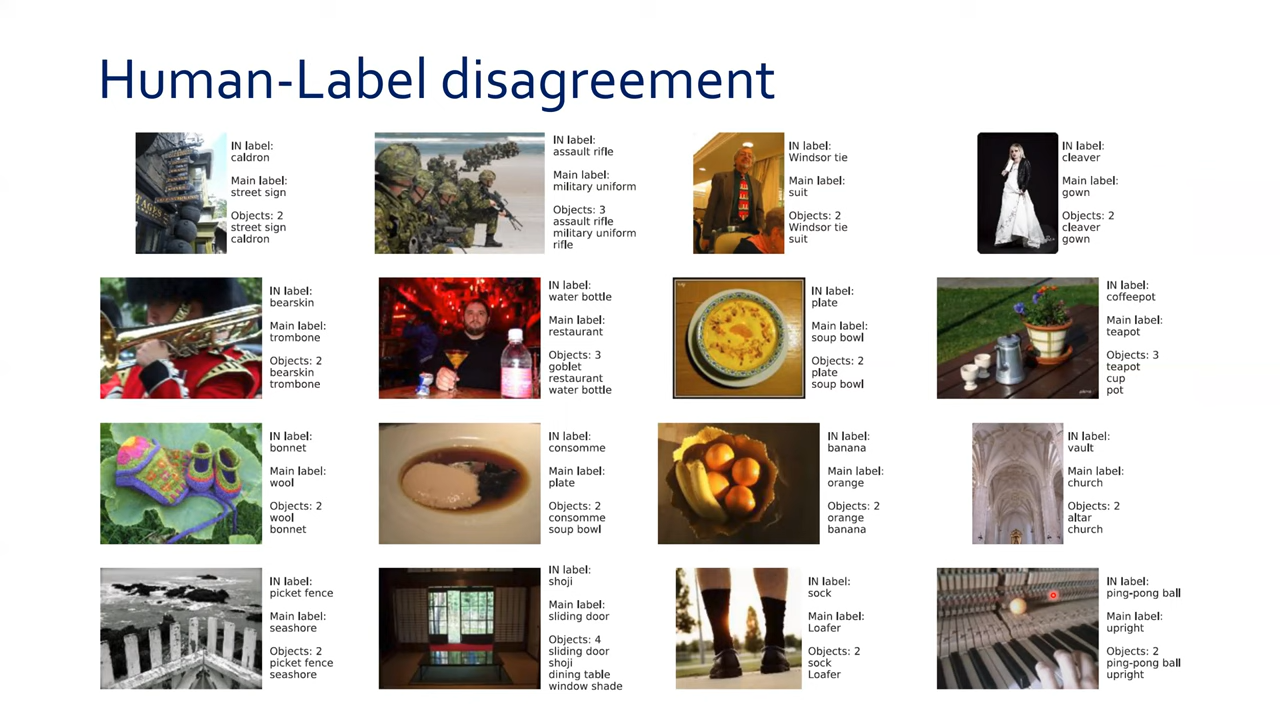 Human-Label disagreement
IN label:
caldron
Main label:
street sign
Objects: 2
street sign
caldron
IN label:
assault rifle
Main label:
military uniform
Objects: 3
assault rifle
military uniform
rifle
IN label:
Windsor tie
Main label:
suit
Objects: 2
Windsor tie
suit
IN label:
cleaver
Main label:
gown
Objects: 2
cleaver
gown
IN label:
bearskin
Main label:
trombone
Objects: 2
bearskin
trombone
IN label:
water bottle
Main label:
restaurant
Objects: 3
goblet
restaurant
water bottle
IN label:
plate
Main label:
soup bowl
Objects: 2
plate
soup bowl
IN label:
coffeepot
Main label:
teapot
Objects: 3
teapot
cup
pot
IN label:
bonnet
Main label:
wool
Objects: 2
wool
bonnet
IN label:
consomme
Main label:
plate
Objects: 2
consomme
soup bowl
IN label:
banana
Main label:
orange
Objects: 2
orange
banana
IN label:
vault
Main label:
church
Objects: 2
altar
church
IN label:
picket fence
Main label:
seashore
Objects: 2
picket fence
seashore
IN label:
shoji
Main label:
sliding door
Objects: 4
sliding door
shoji
dining table
window shade
IN label:
sock
Main label:
Loafer
Objects: 2
sock
Loafer
IN label:
ping-pong ball
Main label:
upright
Objects: 2
ping-pong ball
upright